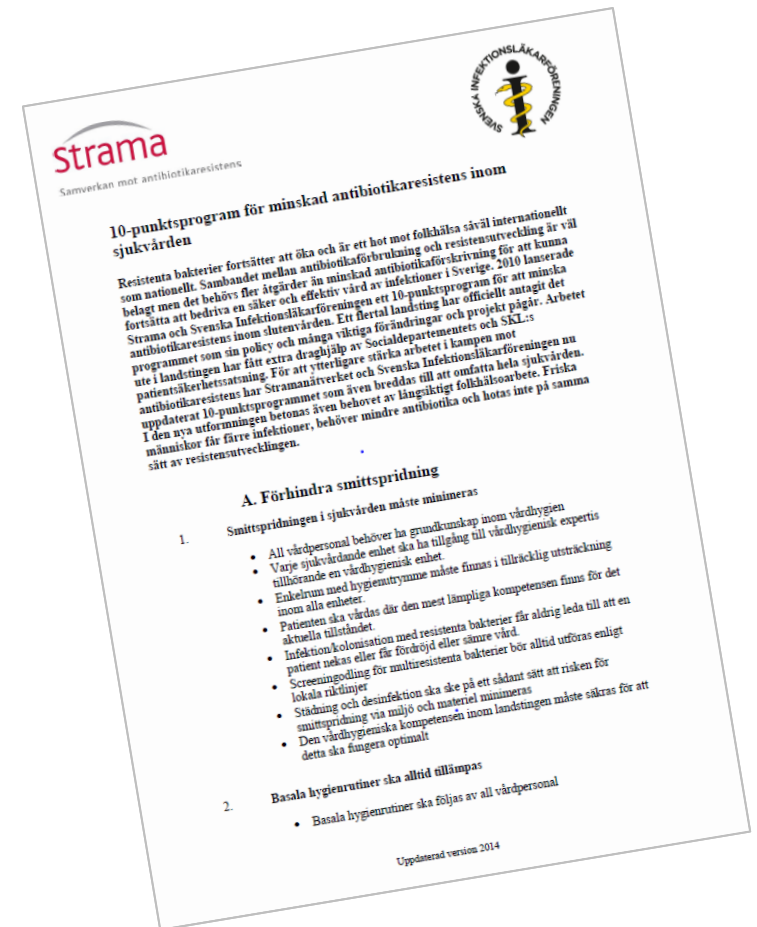 Strama
Samverkan mot antibiotikaresistens
SVENSKA INFEKTIONSLÄKARFÖRENINGEN
10-punktsprogram för minskad antibiotikaresistens inom
sjukvården
Resistenta bakterier fortsätter att öka och är ett hot mot folkhälsa såväl internationellt
som nationellt. Sambandet mellan antibiotikaförbrukning och resistensutveckling är väl
belagt men det behövs fler åtgärder än minskad antibiotikaförskrivning för att kunna
fortsätta att bedriva en säker och effektiv vård av infektioner i Sverige. 2010 lanserade
Strama och Svenska Infektionsläkarföreningen ett 10-punktsprogram för att minska
antibiotikaresistens inom slutenvården. Ett flertal landsting har officiellt antagit det
programmet som sin policy och många viktiga förändringar och projekt pågår. Arbetet
ute i landstingen har fått extra draghjälp av Socialdepartementets och SKL:s
patientsäkerhetssatsning. För att ytterligare stärka arbetet i kampen mot
antibiotikaresistens har Stramanätverket och Svenska Infektionsläkarföreningen nu
uppdaterat 10-punktsprogrammet som även breddas till att omfatta hela sjukvården.
I den nya utformningen betonas även behovet av långsiktigt folkhälsoarbete. Friska
människor får färre infektioner, behöver mindre antibiotika och hotas inte på samma
sätt av resistensutvecklingen.
A. Förhindra smittspridning
1. Smittspridningen i sjukvården måste minimeras
• All vårdpersonal behöver ha grundkunskap inom vårdhygien
• Varje sjukvårdande enhet ska ha tillgång till vårdhygienisk expertis
tillhörande en vårdhygienisk enhet.
• Enkelrum med hygienutrymme måste finnas i tillräcklig utsträckning
inom alla enheter.
• Patienten ska vårdas där den mest lämpliga kompetensen finns för det
aktuella tillståndet.
• Infektion/kolonisation med resistenta bakterier får aldrig leda till att en
patient nekas eller får fördröjd eller sämre vård.
• Screeningodling för multiresistenta bakterier bör alltid utföras enligt
lokala riktlinjer
• Städning och desinfektion ska ske på ett sådant sätt att risken för
smittspridning via miljö och materiel minimeras
• Den vårdhygieniska kompetensen inom landstingen måste säkras för att
detta ska fungera optimalt
2. Basala hygienrutiner ska alltid tillämpas
• Basala hygienrutiner ska följas av all vårdpersonal
Uppdaterad version 2014